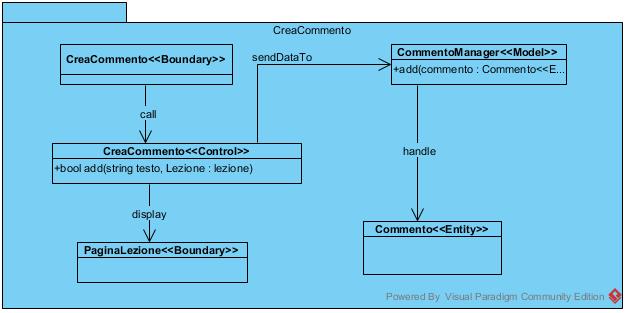 CreaCommento
CreaCommento<<Boundary>>
CommentoManager<<Model>>
+add(commento : Commento<<E...
sendDataTo
call
CreaCommento<<Control>>
+bool add(string testo, Lezione : lezione)
handle
display
PaginaLezione<<Boundary>>
Commento<<Entity>>
Powered By Visual Paradigm Community Edition